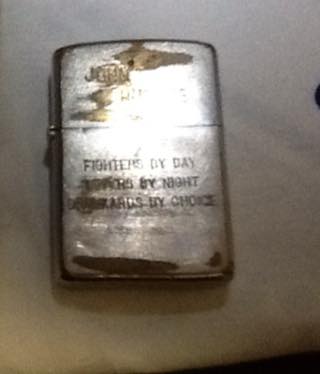 JOHN
FIGHTERS BY DAY
LOVERS BY NIGHT
DRUNKARDS BY CHOICE